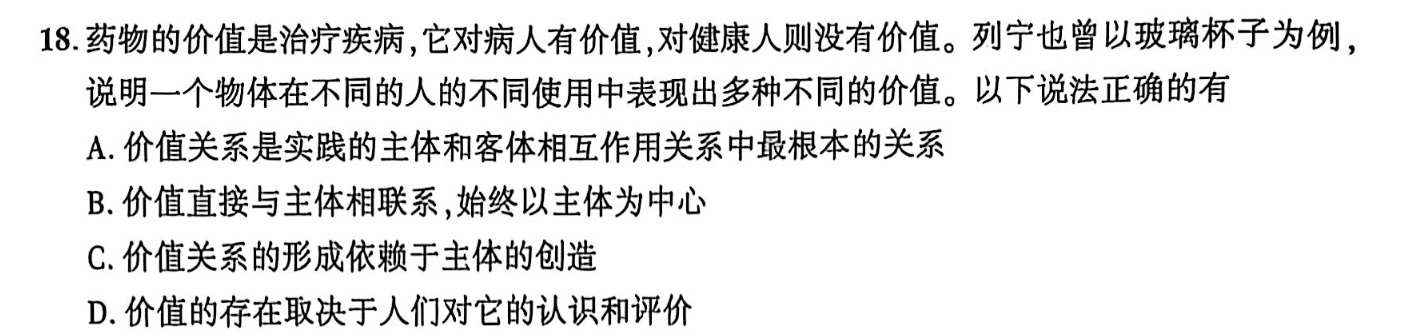 18. 药物的价值是治疗疾病,它对病人有价值,对健康人则没有价值。列宁也曾以玻璃杯子为例,
说明一个物体在不同的人的不同使用中表现出多种不同的价值。以下说法正确的有
A. 价值关系是实践的主体和客体相互作用关系中最根本的关系
B. 价值直接与主体相联系,始终以主体为中心
C. 价值关系的形成依赖于主体的创造
D. 价值的存在取决于人们对它的认识和评价